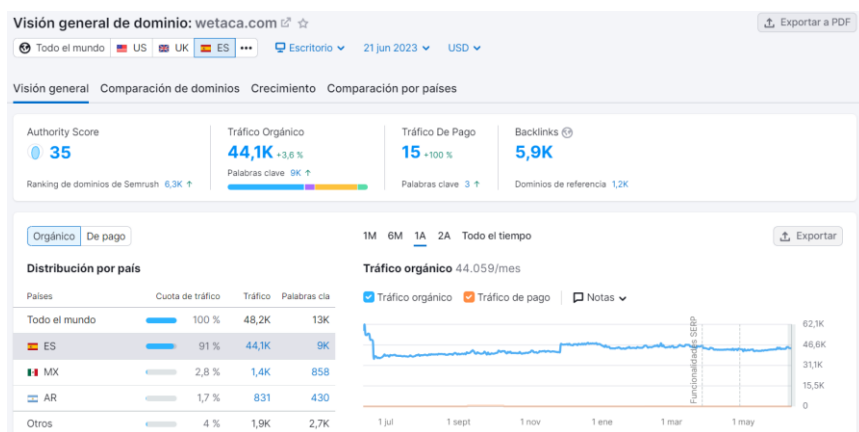 Visión general de dominio: wetaca.com
Exportar a PDF
Todo el mundo US UK ES ••• Escritorio 21 jun 2023 USD
Visión general Comparación de dominios Crecimiento Comparación por países
Authority Score Tráfico Orgánico Tráfico De Pago Backlinks
35 44,1K +3,6 % 15 +100 % 5,9K
Palabras clave 9K ↑
Ranking de dominios de Semrush 6,3K ↑ Palabras clave 3 ↑ Dominios de referencia 1,2K
Orgánico De pago 1M 6M 1A 2A Todo el tiempo Exportar
Distribución por país Tráfico orgánico 44.059/mes
Países Cuota de tráfico Tráfico Palabras cla
Tráfico orgánico Tráfico de pago Notas
Todo el mundo 100 % 48,2K 13K
ES 91 % 44,1K 9K
MX 2,8 % 1,4K 858
AR 1,7 % 831 430
Otros 4 % 1,9K 2,7K
Funcionalidades SERP
62,1K
46,6K
31,1K
15,5K
0
1 jul 1 sept 1 nov 1 ene 1 mar 1 may